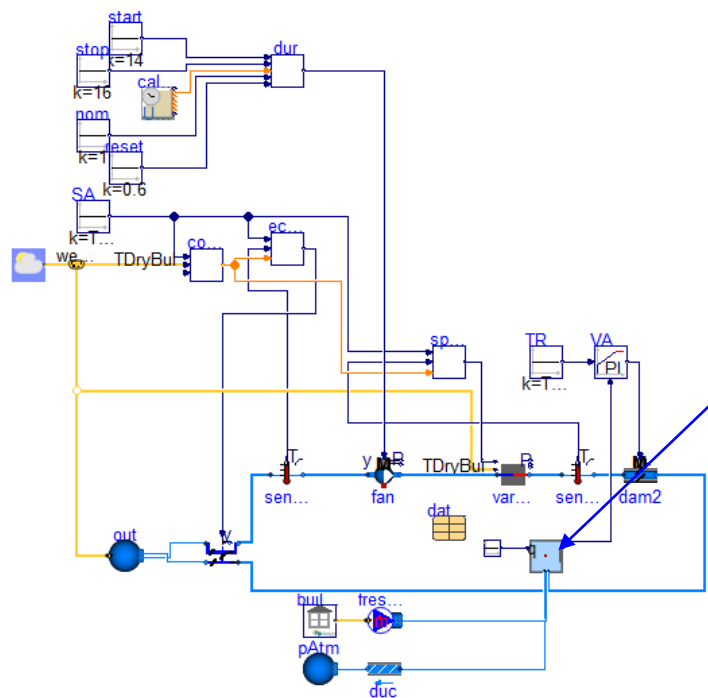 start
k=14
stop
k=16
dur
cal
nom
k=1
reset
k=0.6
SA
k=T...
co...
ec...
we...
TDryBul
sp...
TR
k=T...
VA
PI
T
sen...
y
M
P
fan
TDryBul
P
var...
T
sen...
M
dam2
dat
out
y
buil
fres...
m
pAtm
duc